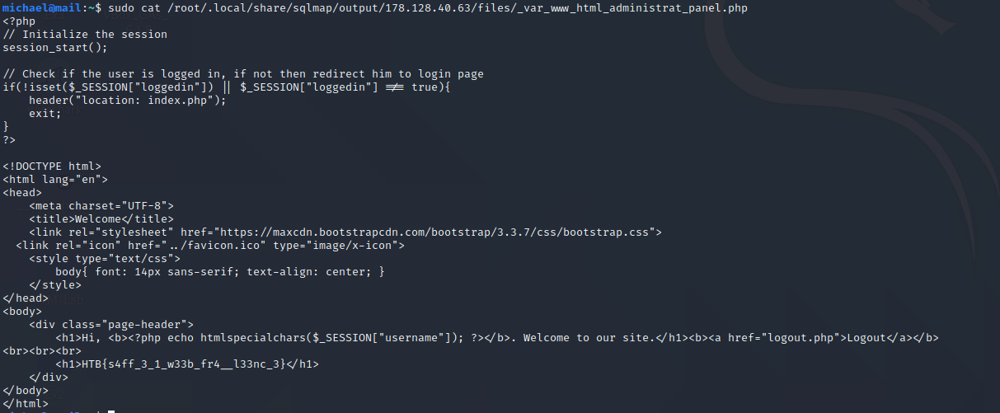 michael@mail:~$ sudo cat /root/.local/share/sqlmap/output/178.128.40.63/files/_var_www_html_administrat_panel.php
<?php
// Initialize the session
session_start();

// Check if the user is logged in, if not then redirect him to login page
if(!isset($_SESSION["loggedin"]) || $_SESSION["loggedin"] !== true){
    header("location: index.php");
    exit;
}
?>

<!DOCTYPE html>
<html lang="en">
<head>
    <meta charset="UTF-8">
    <title>Welcome</title>
    <link rel="stylesheet" href="https://maxcdn.bootstrapcdn.com/bootstrap/3.3.7/css/bootstrap.css">
  <link rel="icon" href="../favicon.ico" type="image/x-icon">
    <style type="text/css">
        body{ font: 14px sans-serif; text-align: center; }
    </style>
</head>
<body>
    <div class="page-header">
        <h1>Hi, <b><?php echo htmlspecialchars($_SESSION["username"]); ?></b>. Welcome to our site.</h1><b><a href="logout.php">Logout</a></b>
<br><br><br>
        <h1>HTB{s4ff_3_1_w33b_fr4__l33nc_3}</h1>
    </div>
</body>
</html>